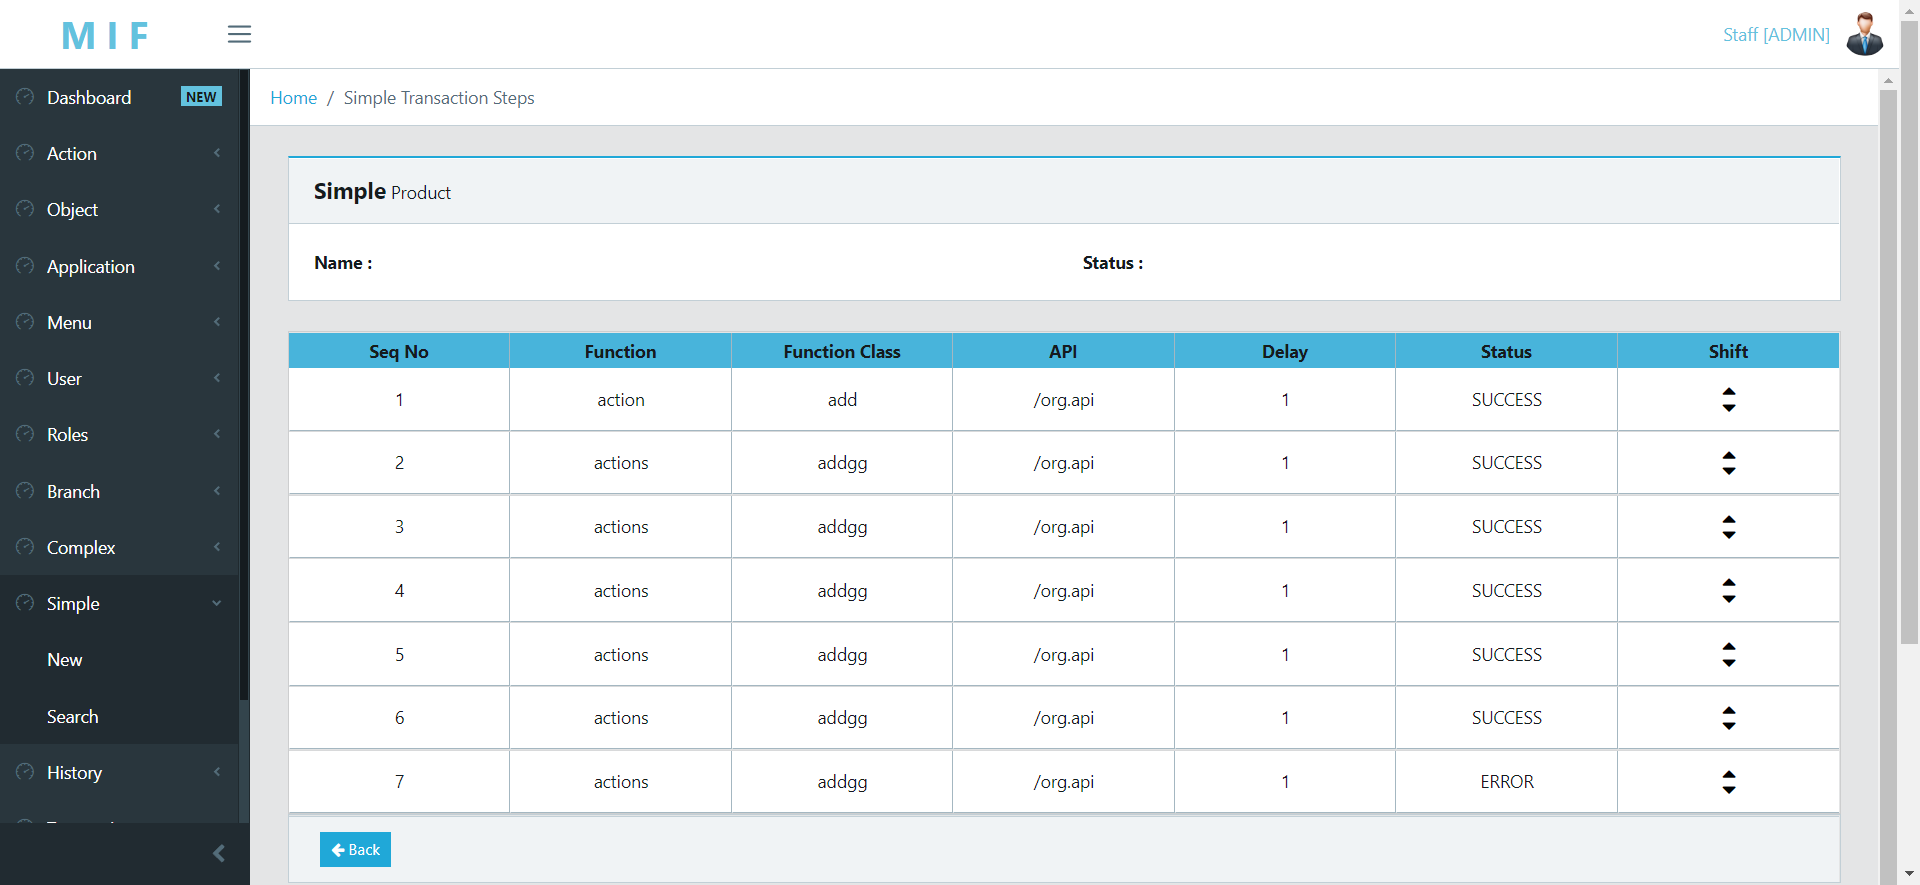 MIF
Staff [ADMIN]
Dashboard NEW
Action
Object
Application
Menu
User
Roles
Branch
Complex
Simple
New
Search
History
Home / Simple Transaction Steps
Simple Product
Name :
Status :
Seq No Function Function Class API Delay Status Shift
1 action add /org.api 1 SUCCESS
2 actions addgg /org.api 1 SUCCESS
3 actions addgg /org.api 1 SUCCESS
4 actions addgg /org.api 1 SUCCESS
5 actions addgg /org.api 1 SUCCESS
6 actions addgg /org.api 1 SUCCESS
7 actions addgg /org.api 1 ERROR
Back